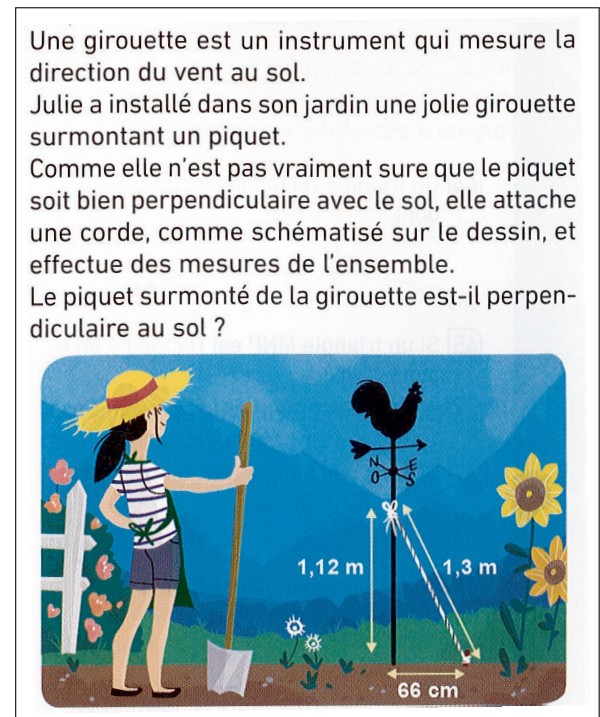 Une girouette est un instrument qui mesure la
direction du vent au sol.
Julie a installé dans son jardin une jolie girouette
surmontant un piquet.
Comme elle n'est pas vraiment sure que le piquet
soit bien perpendiculaire avec le sol, elle attache
une corde, comme schématisé sur le dessin, et
effectue des mesures de l'ensemble.
Le piquet surmonté de la girouette est-il perpen-
diculaire au sol ?
N E
O S
1,12 m 1,3 m
66 cm